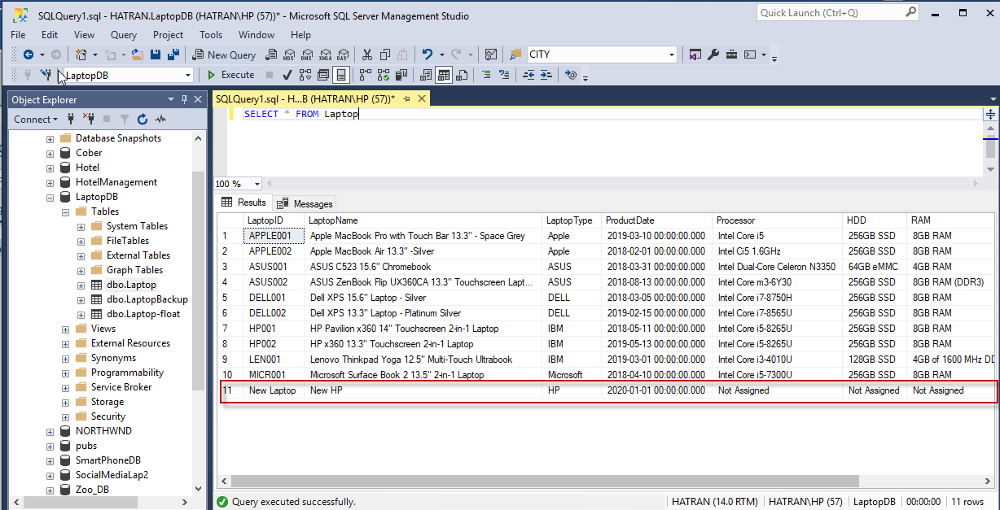 SQLQuery1.sql - HATRAN.LaptopDB (HATRAN\HP (57))* - Microsoft SQL Server Management Studio
Quick Launch (Ctrl+Q)
File Edit View Query Project Tools Window Help
New Query MDX DMX XMLA DAX CITY
LaptopDB Execute
Object Explorer
Connect
Database Snapshots
Cober
Hotel
HotelManagement
LaptopDB
Tables
System Tables
FileTables
External Tables
Graph Tables
dbo.Laptop
dbo.LaptopBackup
dbo.Laptop-float
Views
External Resources
Synonyms
Programmability
Service Broker
Storage
Security
NORTHWND
pubs
SmartPhoneDB
SocialMediaLap2
Zoo_DB
SQLQuery1.sql - H...B (HATRAN\HP (57))*
SELECT * FROM Laptop
100 %
Results Messages
LaptopID LaptopName LaptopType ProductDate Processor HDD RAM
1 APPLE001 Apple MacBook Pro with Touch Bar 13.3" - Space Grey Apple 2019-03-10 00:00:00.000 Intel Core i5 256GB SSD 8GB RAM
2 APPLE002 Apple MacBook Air 13.3" -Silver Apple 2018-02-01 00:00:00.000 Intel Ci5 1.6GHz 256GB SSD 8GB RAM
3 ASUS001 ASUS C523 15.6" Chromebook ASUS 2018-03-31 00:00:00.000 Intel Dual-Core Celeron N3350 64GB eMMC 4GB RAM
4 ASUS002 ASUS ZenBook Flip UX360CA 13.3" Touchscreen Lapt... ASUS 2018-08-13 00:00:00.000 Intel Core m3-6Y30 256GB SSD 8GB RAM (DDR3)
5 DELL001 Dell XPS 15.6" Laptop - Silver DELL 2018-03-05 00:00:00.000 Intel Core i7-8750H 256GB SSD 8GB RAM
6 DELL002 Dell XPS 13.3" Laptop - Platinum Silver DELL 2019-02-15 00:00:00.000 Intel Core i7-8565U 256GB SSD 8GB RAM
7 HP001 HP Pavilion x360 14" Touchscreen 2-in-1 Laptop IBM 2018-05-11 00:00:00.000 Intel Core i5-8265U 256GB SSD 8GB RAM
8 HP002 HP x360 13.3" Touchscreen 2-in-1 Laptop IBM 2019-05-13 00:00:00.000 Intel Core i5-8265U 256GB SSD 8GB RAM
9 LEN001 Lenovo Thinkpad Yoga 12.5" Multi-Touch Ultrabook IBM 2019-03-01 00:00:00.000 Intel Core i3-4010U 128GB SSD 4GB of 1600 MHz DD
10 MICR001 Microsoft Surface Book 2 13.5" 2-in-1 Laptop Microsoft 2018-04-10 00:00:00.000 Intel Core i5-7300U 256GB SSD 8GB RAM
11 New Laptop New HP HP 2020-01-01 00:00:00.000 Not Assigned Not Assigned Not Assigned
Query executed successfully. HATRAN (14.0 RTM) HATRAN\HP (57) LaptopDB 00:00:00 11 rows